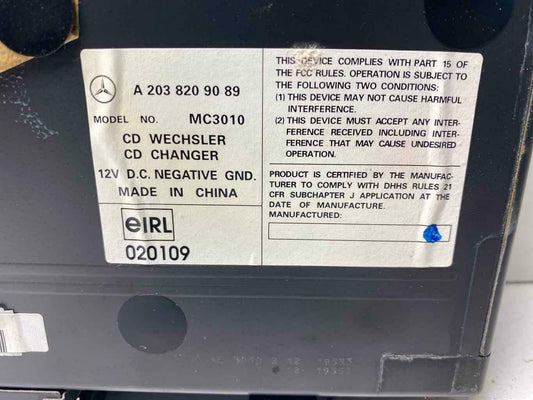 A 203 820 90 89
MODEL NO. MC3010
CD WECHSLER
CD CHANGER
12V D.C. NEGATIVE GND.
MADE IN CHINA
eIRL
020109
THIS DEVICE COMPLIES WITH PART 15 OF
THE FCC RULES. OPERATION IS SUBJECT TO
THE FOLLOWING TWO CONDITIONS:
(1) THIS DEVICE MAY NOT CAUSE HARMFUL
INTERFERENCE, AND
(2) THIS DEVICE MUST ACCEPT ANY INTER-
FERENCE RECEIVED INCLUDING INTER-
FERENCE THAT MAY CAUSE UNDESIRED
OPERATION.
PRODUCT IS CERTIFIED BY THE MANUFAC-
TURER TO COMPLY WITH DHHS RULES 21
CFR SUBCHAPTER J APPLICATION AT THE
DATE OF MANUFACTURE.
MANUFACTURED: